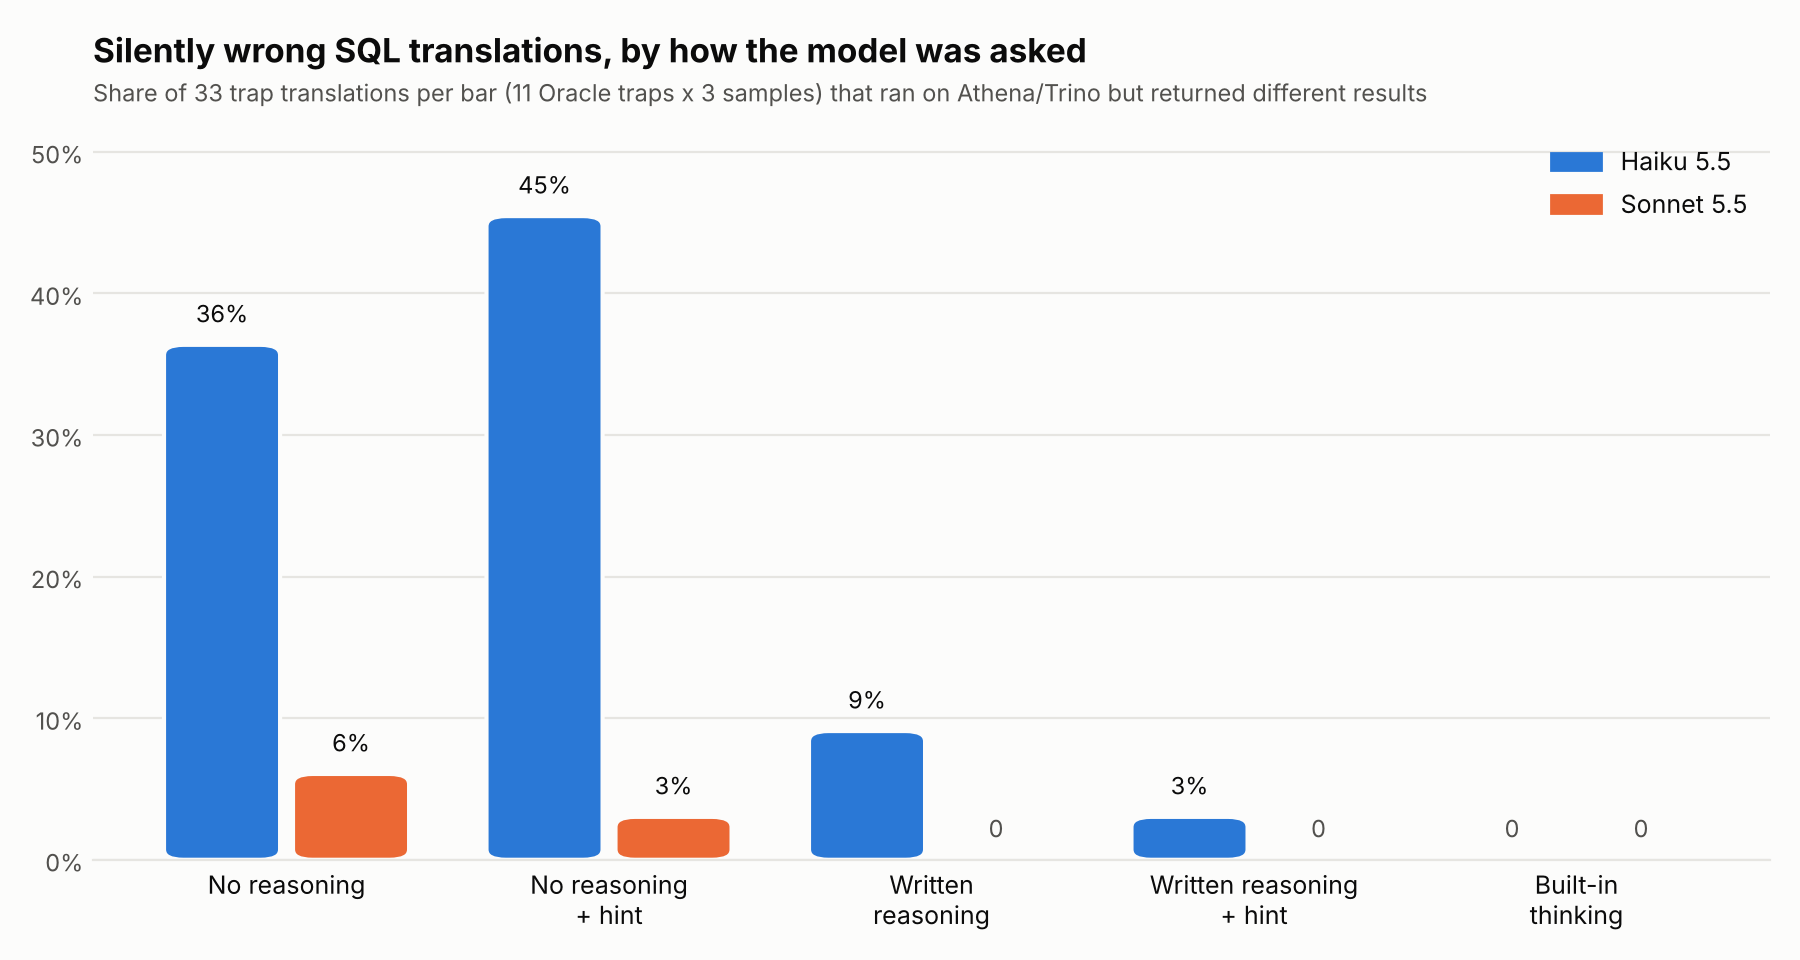 Silently wrong SQL translations, by how the model was asked
Share of 33 trap translations per bar (11 Oracle traps x 3 samples) that ran on Athena/Trino but returned different results
50%
Haiku 5.5
45%
Sonnet 5.5
40%
36%
30%
20%
10%
9%
6%
3%
3%
0
0
0
0
0%
No reasoning
No reasoning
+ hint
Written
reasoning
Written reasoning
+ hint
Built-in
thinking